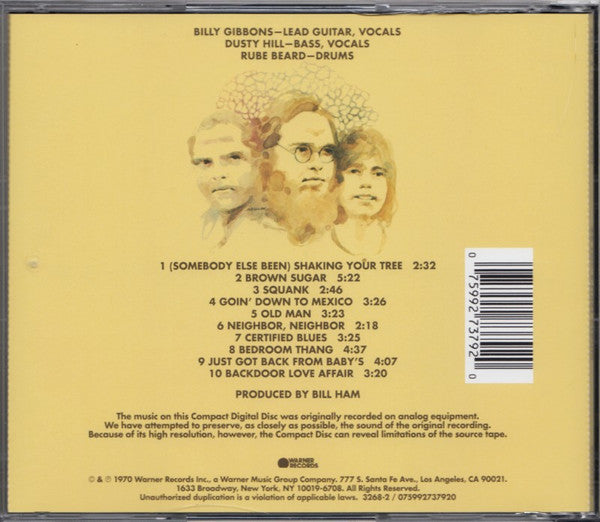 BILLY GIBBONS—LEAD GUITAR, VOCALS
DUSTY HILL—BASS, VOCALS
RUBE BEARD—DRUMS
1 (SOMEBODY ELSE BEEN) SHAKING YOUR TREE 2:32
2 BROWN SUGAR 5:22
3 SQUANK 2:46
4 GOIN' DOWN TO MEXICO 3:26
5 OLD MAN 3:23
6 NEIGHBOR, NEIGHBOR 2:18
7 CERTIFIED BLUES 3:25
8 BEDROOM THANG 4:37
9 JUST GOT BACK FROM BABY'S 4:07
10 BACKDOOR LOVE AFFAIR 3:20
0 75992 73792 0
PRODUCED BY BILL HAM
The music on this Compact Digital Disc was originally recorded on analog equipment.
We have attempted to preserve, as closely as possible, the sound of the original recording.
Because of its high resolution, however, the Compact Disc can reveal limitations of the source tape.
WARNER
RECORDS
© & ℗ 1970 Warner Records Inc., a Warner Music Group Company. 777 S. Santa Fe Ave., Los Angeles, CA 90021.
1633 Broadway, New York, NY 10019-6708. All Rights Reserved.
Unauthorized duplication is a violation of applicable laws. 3268-2 / 075992737920